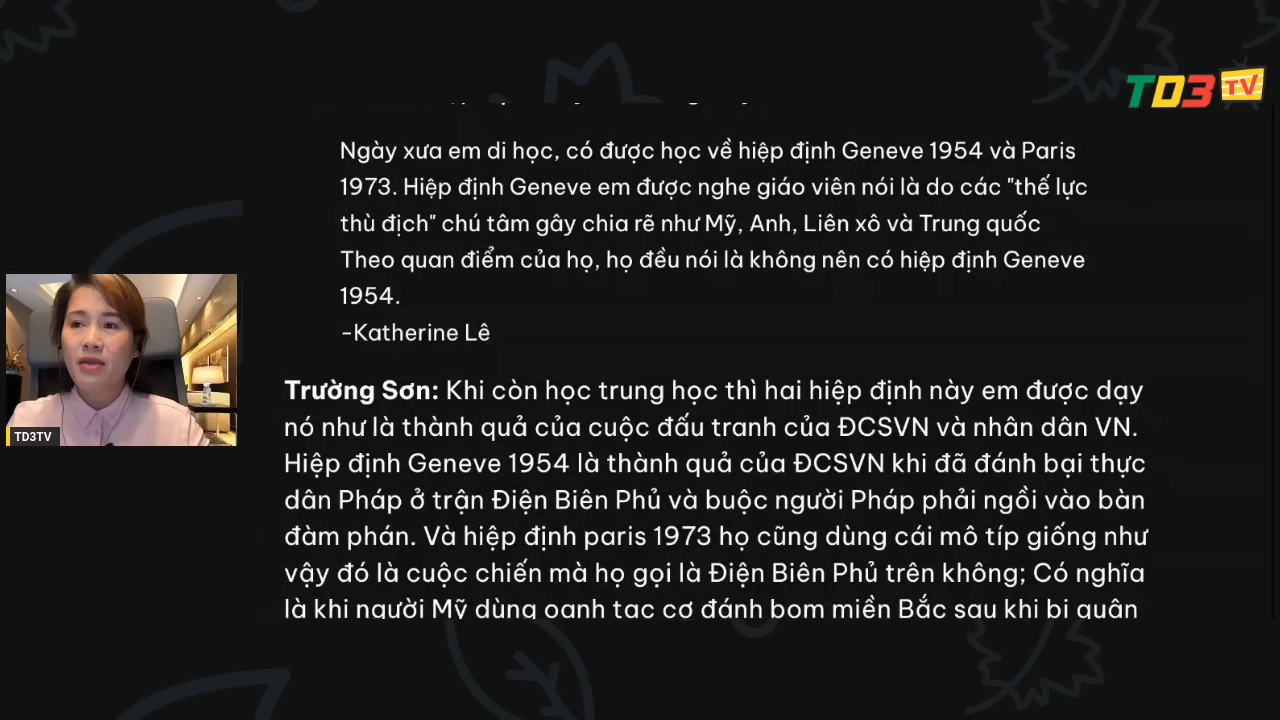 TD3 TV
Ngày xưa em di học, có được học về hiệp định Geneve 1954 và Paris
1973. Hiệp định Geneve em được nghe giáo viên nói là do các "thế lực
thù địch" chú tâm gây chia rẽ như Mỹ, Anh, Liên xô và Trung quốc
Theo quan điểm của họ, họ đều nói là không nên có hiệp định Geneve
1954.
-Katherine Lê
Trường Sơn: Khi còn học trung học thì hai hiệp định này em được dạy
nó như là thành quả của cuộc đấu tranh của ĐCSVN và nhân dân VN.
Hiệp định Geneve 1954 là thành quả của ĐCSVN khi đã đánh bại thực
dân Pháp ở trận Điện Biên Phủ và buộc người Pháp phải ngồi vào bàn
đàm phán. Và hiệp định paris 1973 họ cũng dùng cái mô típ giống như
vậy đó là cuộc chiến mà họ gọi là Điện Biên Phủ trên không; Có nghĩa
là khi người Mỹ dùng oanh tạc cơ đánh bom miền Bắc sau khi bị quân
TD3TV